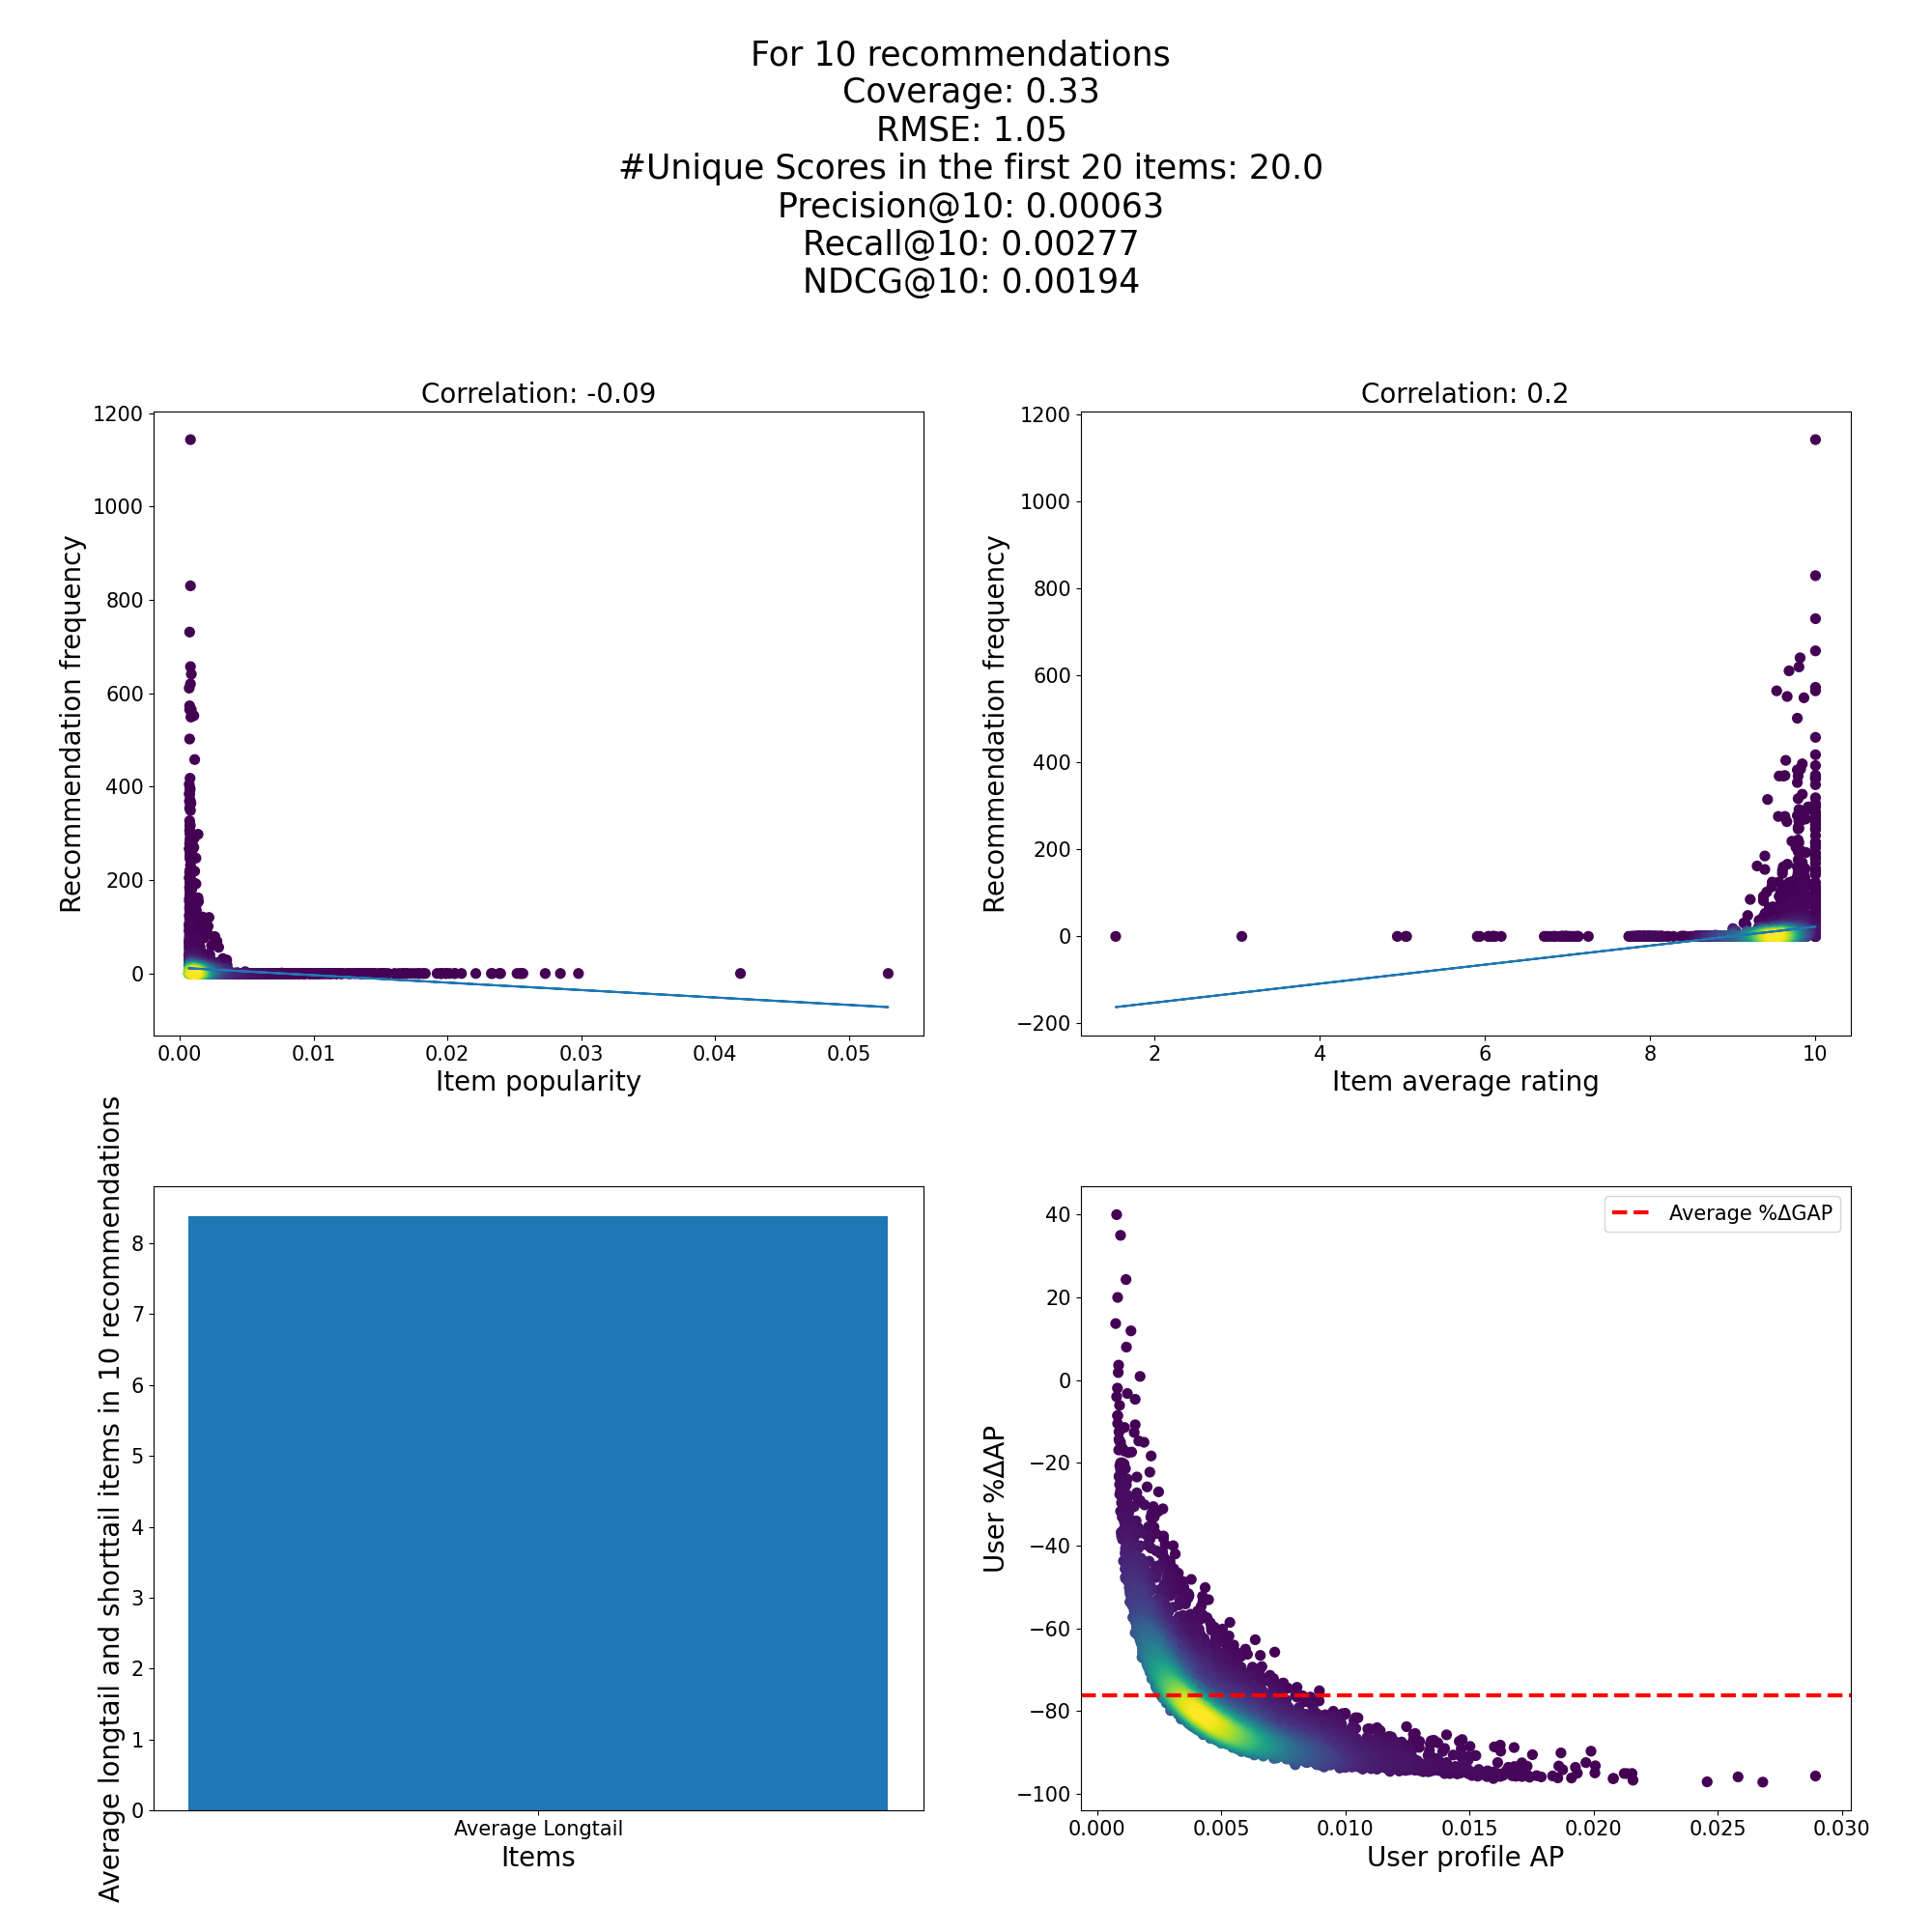 For 10 recommendations
Coverage: 0.33
RMSE: 1.05
#Unique Scores in the first 20 items: 20.0
Precision@10: 0.00063
Recall@10: 0.00277
NDCG@10: 0.00194
Correlation: -0.09
1200
1000
800
600
400
200
0
Recommendation frequency
0.00 0.01 0.02 0.03 0.04 0.05
Item popularity
Correlation: 0.2
1200
1000
800
600
400
200
0
−200
Recommendation frequency
2 4 6 8 10
Item average rating
8
7
6
5
4
3
2
1
0
Average longtail and shorttail items in 10 recommendations
Average Longtail
Items
Average %ΔGAP
40
20
0
−20
−40
−60
−80
−100
User %ΔAP
0.000 0.005 0.010 0.015 0.020 0.025 0.030
User profile AP